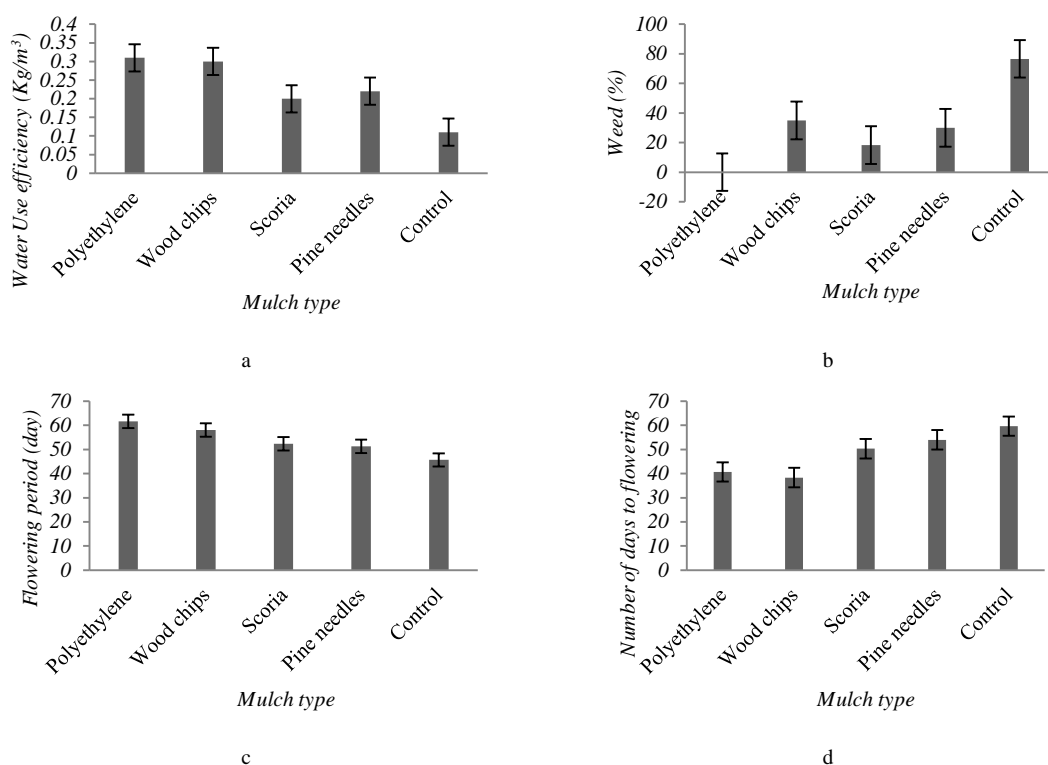 Water Use efficiency (Kg/m³)
0.4
0.35
0.3
0.25
0.2
0.15
0.1
0.05
0
Polyethylene
Wood chips
Scoria
Pine needles
Control
Mulch type
a
Weed (%)
100
80
60
40
20
0
-20
Polyethylene
Wood chips
Scoria
Pine needles
Control
Mulch type
b
Flowering period (day)
70
60
50
40
30
20
10
0
Polyethylene
Wood chips
Scoria
Pine needles
Control
Mulch type
c
Number of days to flowering
70
60
50
40
30
20
10
0
Polyethylene
Wood chips
Scoria
Pine needles
Control
Mulch type
d